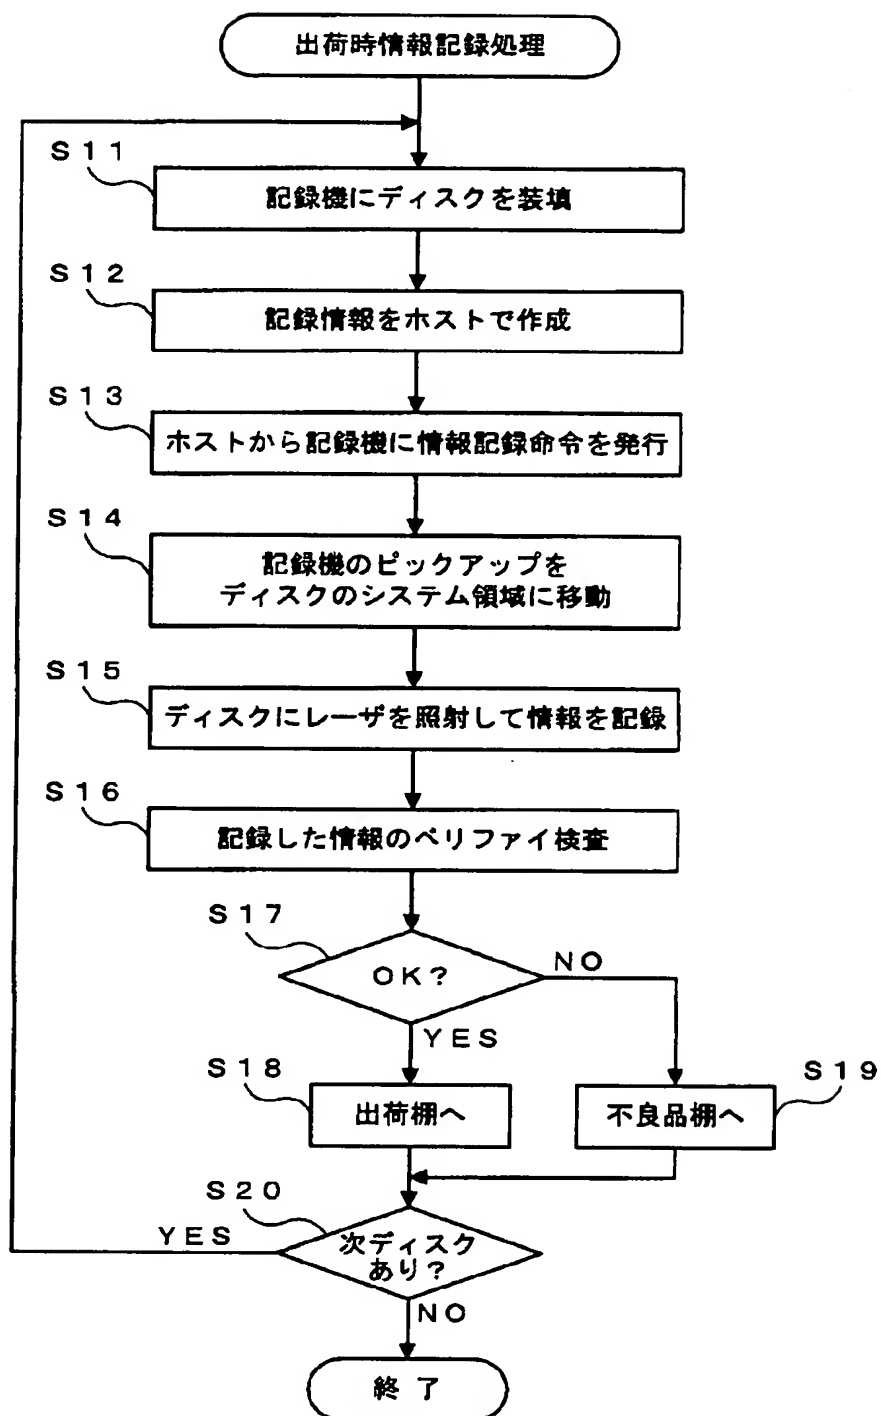 出荷時情報記録処理
S11
記録機にディスクを装填
S12
記録情報をホストで作成
S13
ホストから記録機に情報記録命令を発行
S14
記録機のピックアップを
ディスクのシステム領域に移動
S15
ディスクにレーザを照射して情報を記録
S16
記録した情報のベリファイ検査
S17
OK?
NO
YES
S18
出荷棚へ
S19
不良品棚へ
S20
YES
次ディスク
あり?
NO
終了